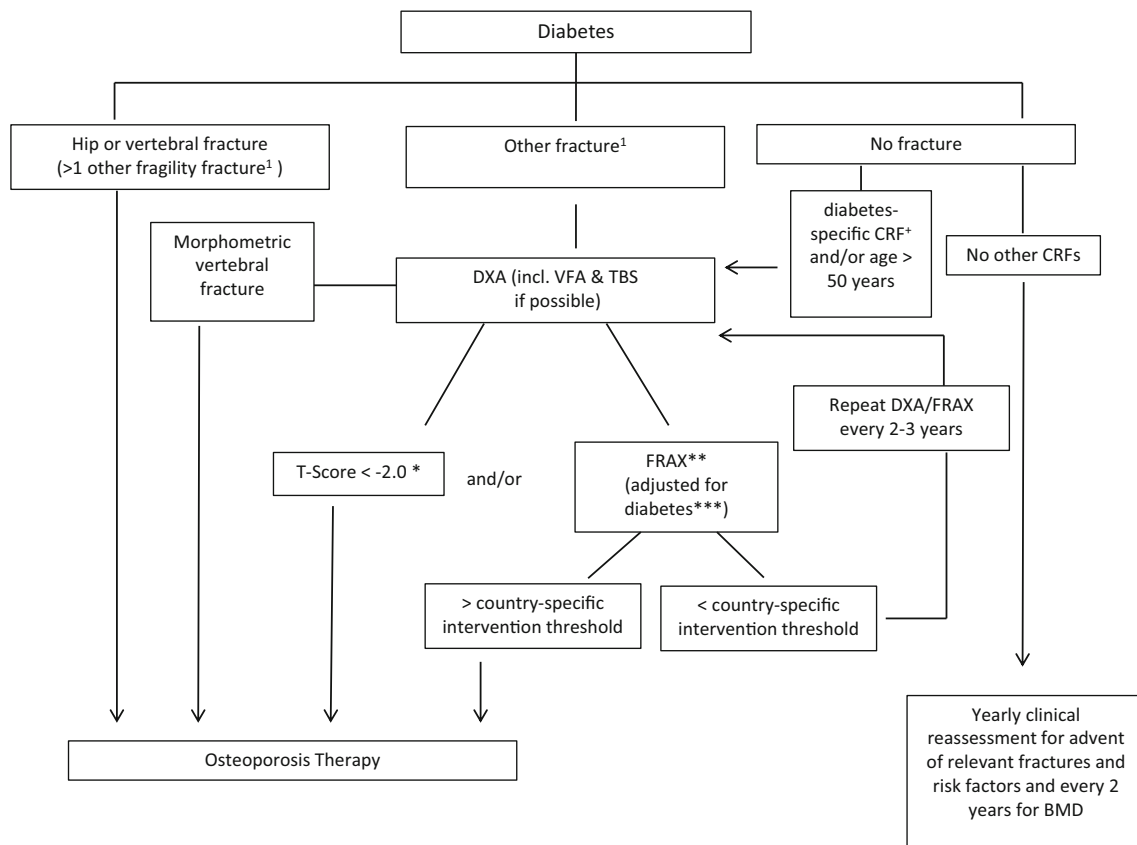 Diabetes
Hip or vertebral fracture
(>1 other fragility fracture¹ )
Other fracture¹
No fracture
diabetes-
specific CRF⁺
and/or age >
50 years
No other CRFs
Morphometric
vertebral
fracture
DXA (incl. VFA & TBS
if possible)
Repeat DXA/FRAX
every 2-3 years
T-Score < -2.0 *
and/or
FRAX**
(adjusted for
diabetes***)
> country-specific
intervention threshold
< country-specific
intervention threshold
Osteoporosis Therapy
Yearly clinical
reassessment for advent
of relevant fractures and
risk factors and every 2
years for BMD